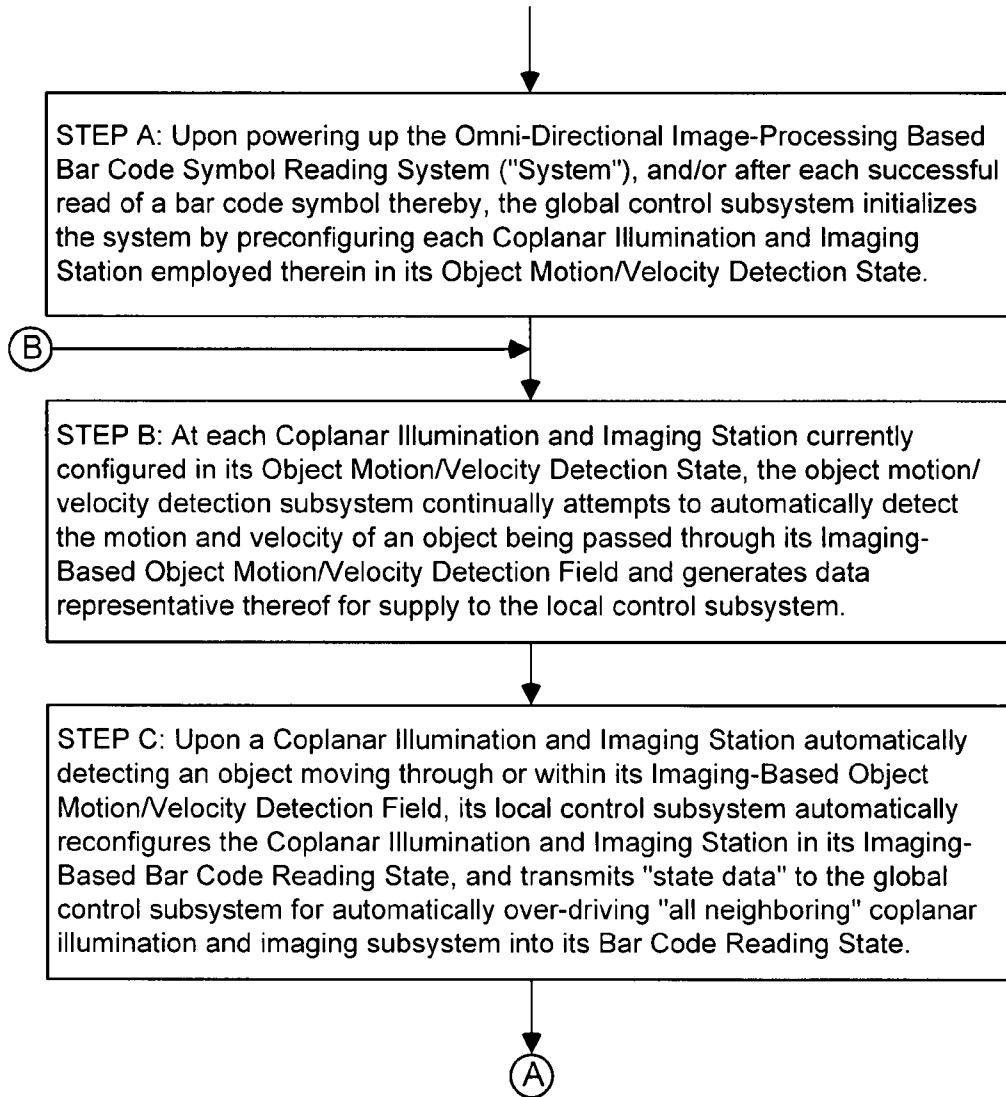 STEP A: Upon powering up the Omni-Directional Image-Processing Based
Bar Code Symbol Reading System ("System"), and/or after each successful
read of a bar code symbol thereby, the global control subsystem initializes
the system by preconfiguring each Coplanar Illumination and Imaging
Station employed therein in its Object Motion/Velocity Detection State.
B
STEP B: At each Coplanar Illumination and Imaging Station currently
configured in its Object Motion/Velocity Detection State, the object motion/
velocity detection subsystem continually attempts to automatically detect
the motion and velocity of an object being passed through its Imaging-
Based Object Motion/Velocity Detection Field and generates data
representative thereof for supply to the local control subsystem.
STEP C: Upon a Coplanar Illumination and Imaging Station automatically
detecting an object moving through or within its Imaging-Based Object
Motion/Velocity Detection Field, its local control subsystem automatically
reconfigures the Coplanar Illumination and Imaging Station in its Imaging-
Based Bar Code Reading State, and transmits "state data" to the global
control subsystem for automatically over-driving "all neighboring" coplanar
illumination and imaging subsystem into its Bar Code Reading State.
A